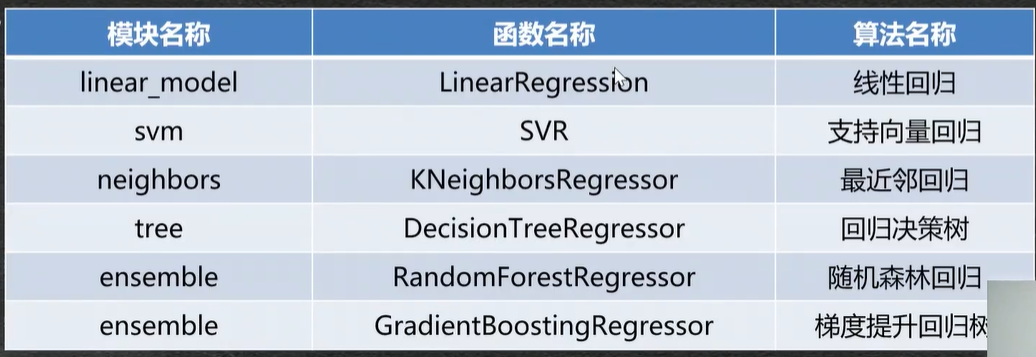 模块名称 函数名称 算法名称
linear_model LinearRegression 线性回归
svm SVR 支持向量回归
neighbors KNeighborsRegressor 最近邻回归
tree DecisionTreeRegressor 回归决策树
ensemble RandomForestRegressor 随机森林回归
ensemble GradientBoostingRegressor 梯度提升回归树